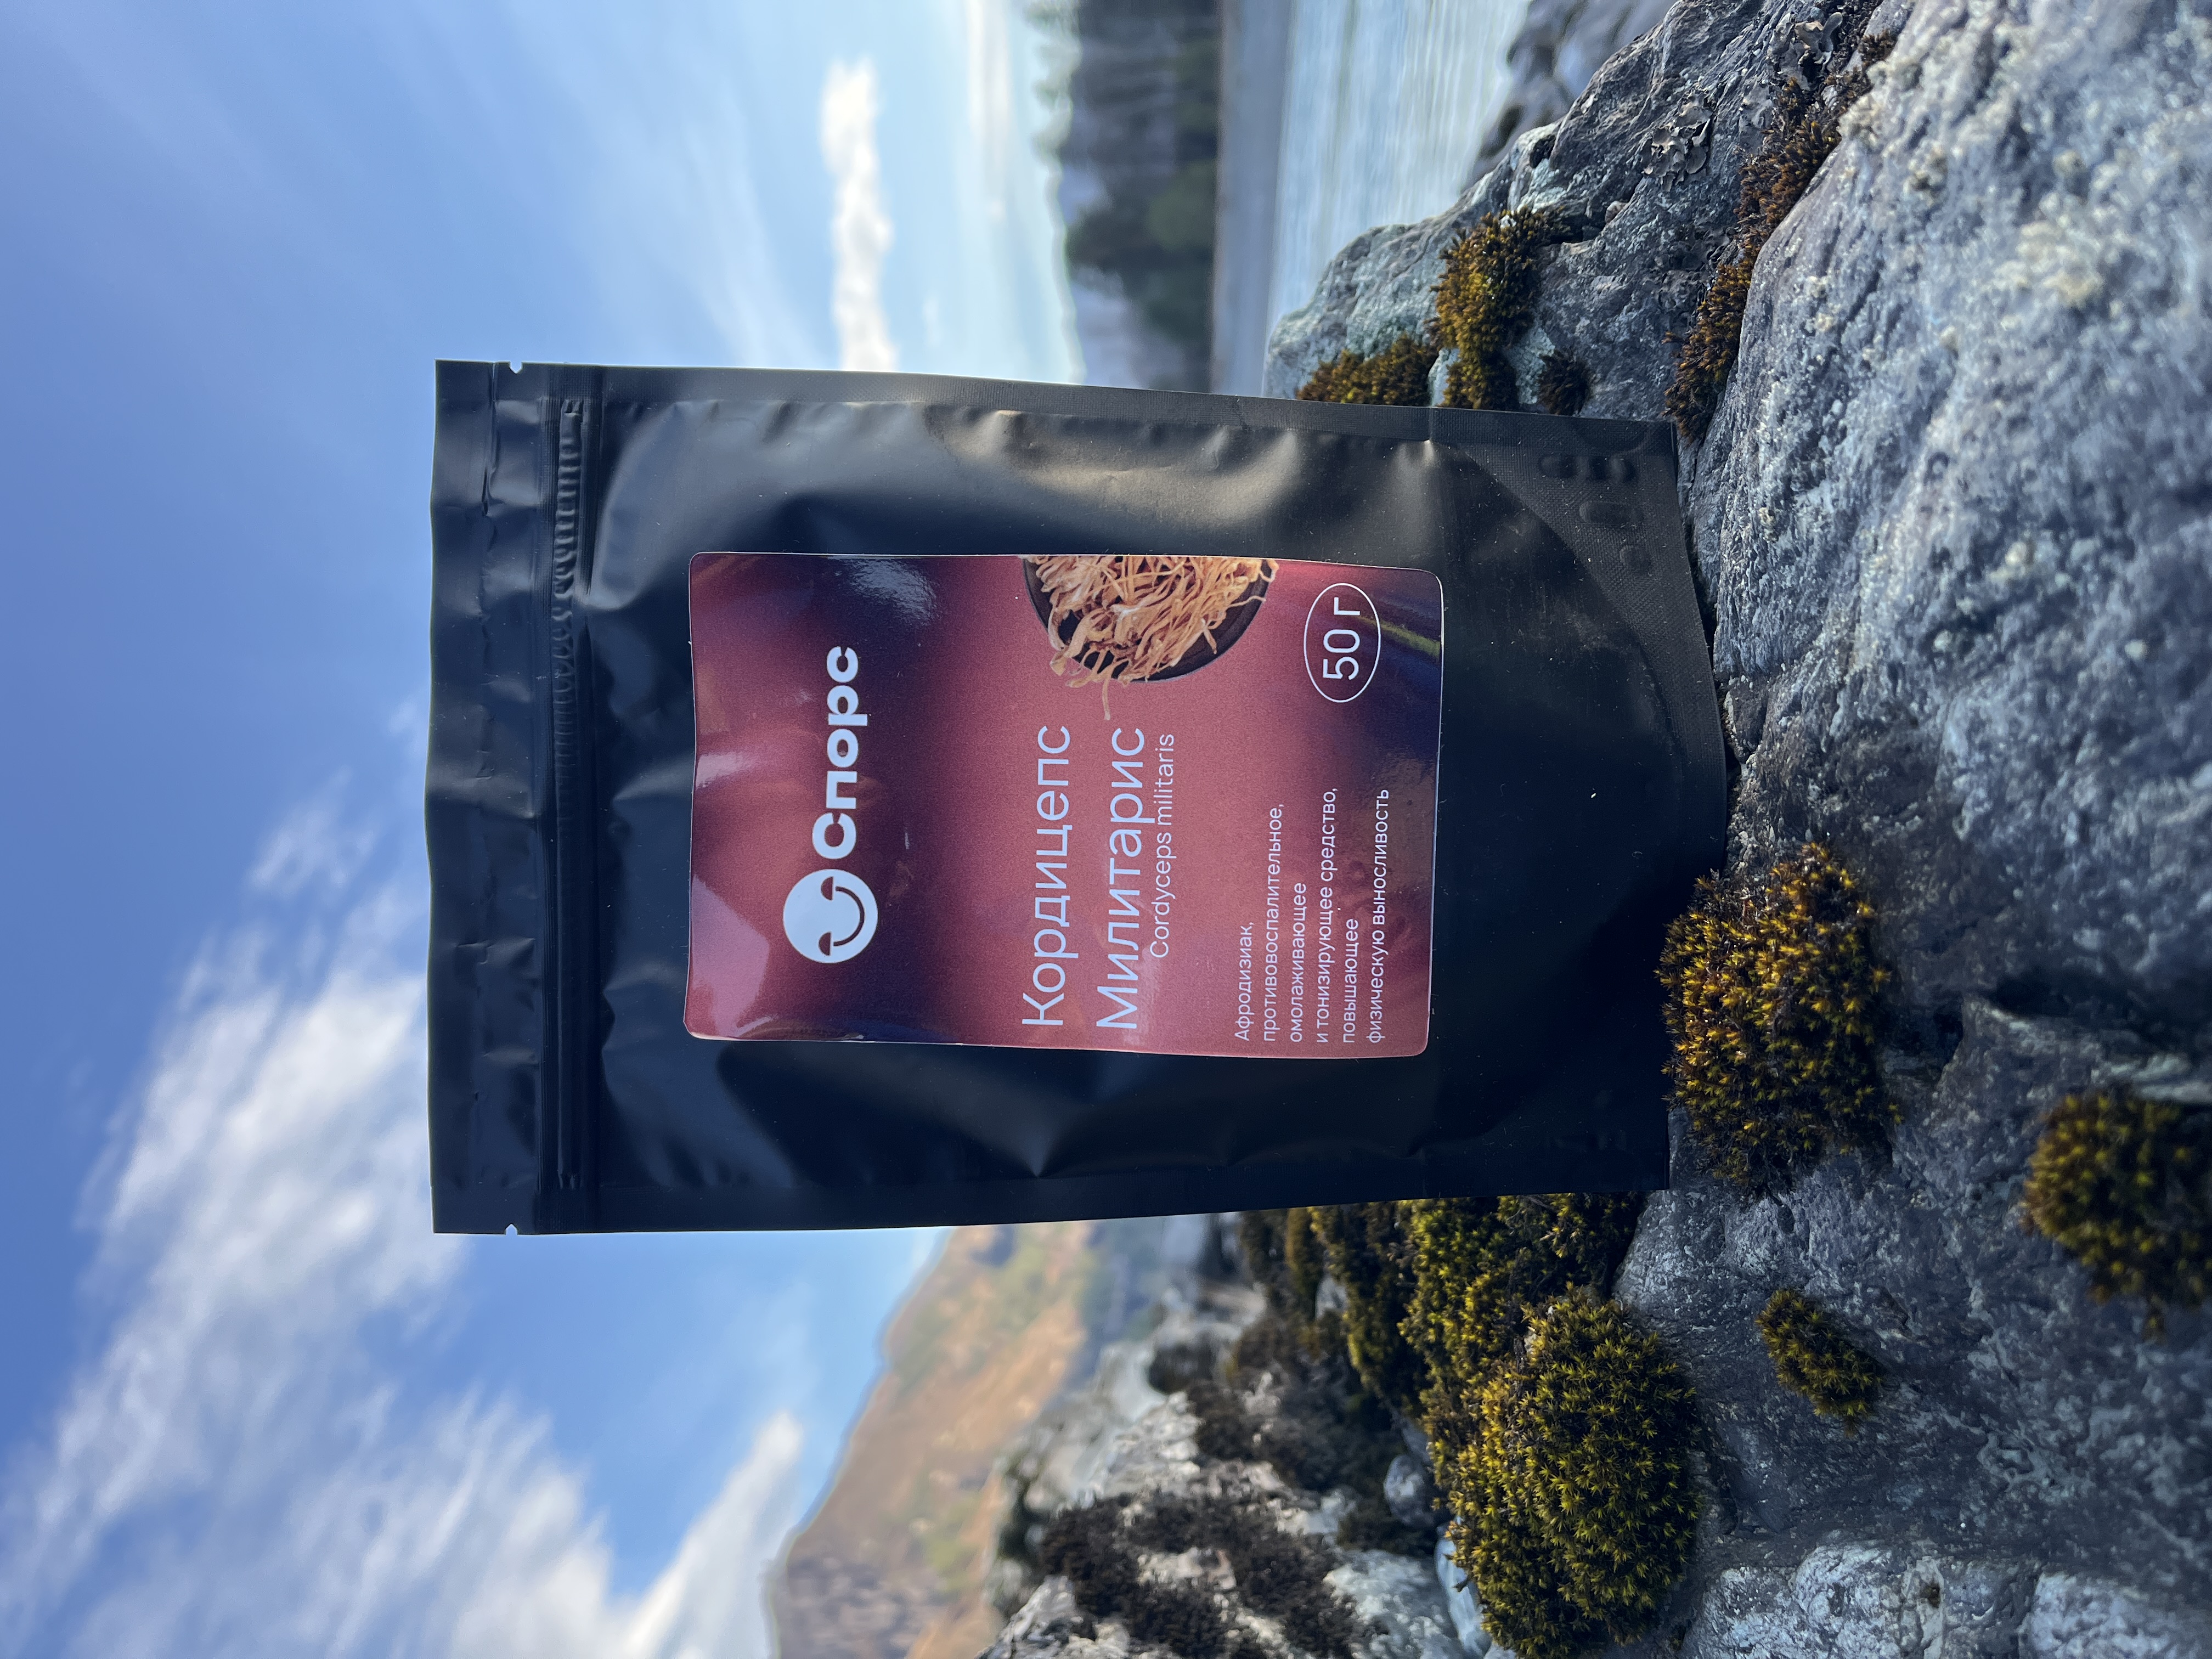 Спорс
Кордицепс
Милитарис
Cordyceps militaris
Афродизиак,
противовоспалительное,
омолаживающее
и тонизирующее средство,
повышающее
физическую выносливость
50 г